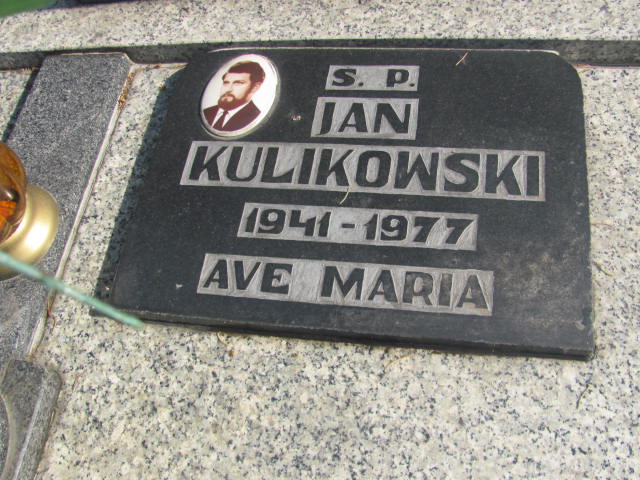 S. P.
JAN
KULIKOWSKI
1941-1977
AVE MARIA